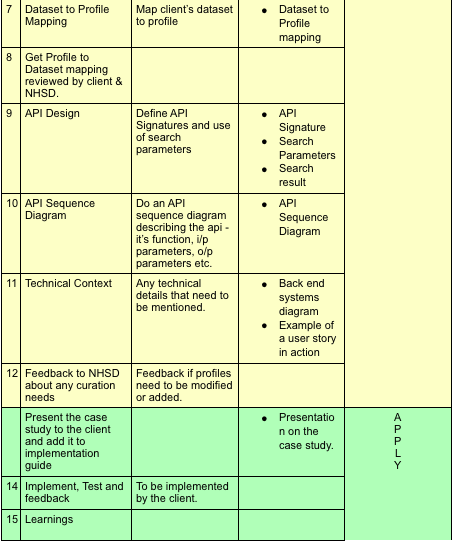 7 Dataset to Profile Map client's dataset ● Dataset to
Mapping to profile Profile
mapping
8 Get Profile to
Dataset mapping
reviewed by client &
NHSD.
9 API Design Define API ● API
Signatures and use Signature
of search ● Search
parameters Parameters
● Search
result
10 API Sequence Do an API ● API
Diagram sequence diagram Sequence
describing the api - Diagram
it's function, i/p
parameters, o/p
parameters etc.
11 Technical Context Any technical ● Back end
details that need to systems
be mentioned. diagram
● Example of
a user story
in action
12 Feedback to NHSD Feedback if profiles
about any curation need to be modified
needs or added.
Present the case ● Presentatio A
study to the client n on the P
and add it to case study. P
implementation L
guide Y
14 Implement, Test and To be implemented
feedback by the client.
15 Learnings